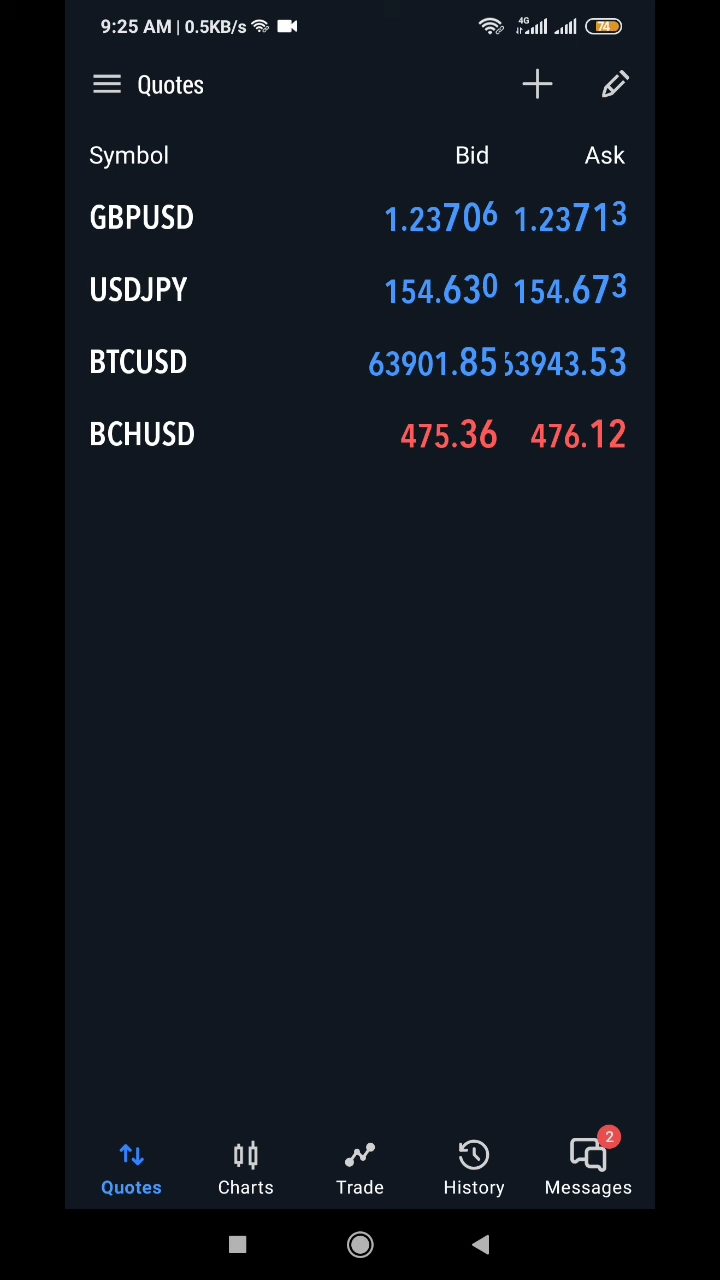 9:25 AM | 0.5KB/s 4G 74
Quotes
Symbol Bid Ask
GBPUSD 1.23706 1.23713
USDJPY 154.630 154.673
BTCUSD 63901.85 63943.53
BCHUSD 475.36 476.12
2
Quotes Charts Trade History Messages